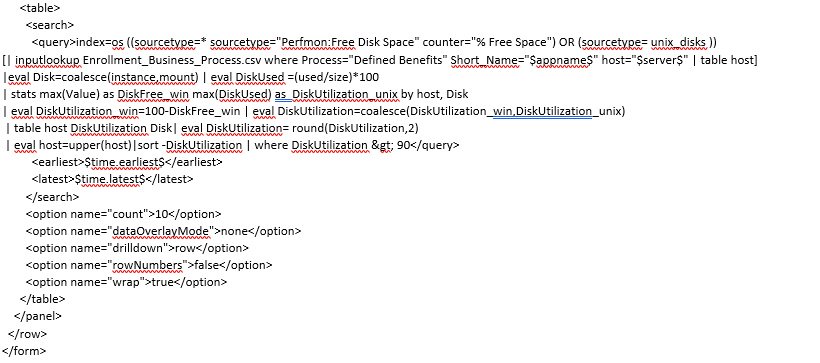 <table>
<search>
<query>index=os ((sourcetype=* sourcetype="Perfmon:Free Disk Space" counter="% Free Space") OR (sourcetype= unix_disks ))
[| inputlookup Enrollment_Business_Process.csv where Process="Defined Benefits" Short_Name="$appname$" host="$server$" | table host]
|eval Disk=coalesce(instance,mount) | eval DiskUsed =(used/size)*100
| stats max(Value) as DiskFree_win max(DiskUsed) as DiskUtilization_unix by host, Disk
| eval DiskUtilization_win=100-DiskFree_win | eval DiskUtilization=coalesce(DiskUtilization_win,DiskUtilization_unix)
| table host DiskUtilization Disk| eval DiskUtilization= round(DiskUtilization,2)
| eval host=upper(host)|sort -DiskUtilization | where DiskUtilization &gt; 90</query>
<earliest>$time.earliest$</earliest>
<latest>$time.latest$</latest>
</search>
<option name="count">10</option>
<option name="dataOverlayMode">none</option>
<option name="drilldown">row</option>
<option name="rowNumbers">false</option>
<option name="wrap">true</option>
</table>
</panel>
</row>
</form>